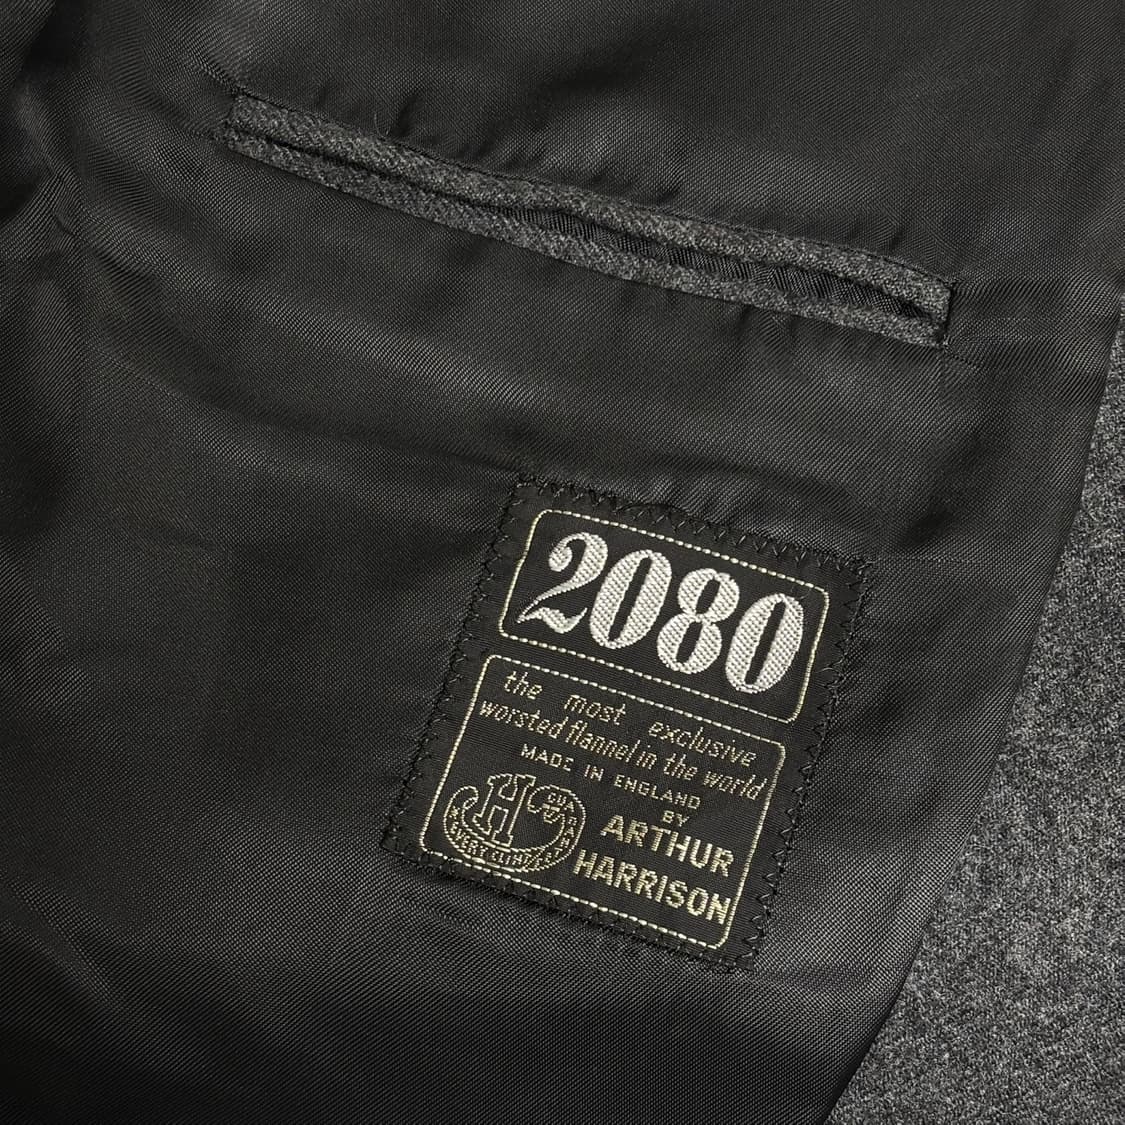 2080
the most exclusive
worsted flannel in the world
MADE IN ENGLAND
BY
ARTHUR
HARRISON
H